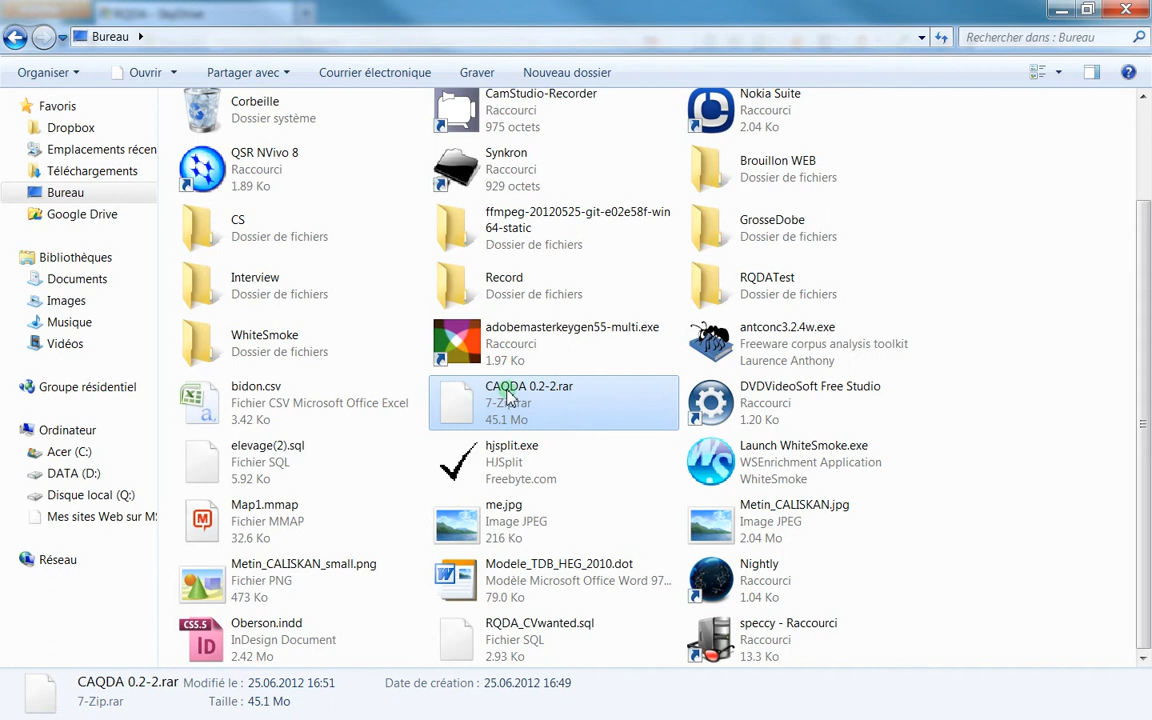 RQDA - SkyDrive
Bureau
Rechercher dans : Bureau
Organiser
Ouvrir
Partager avec
Courrier électronique
Graver
Nouveau dossier
Favoris
Dropbox
Emplacements récen
Téléchargements
Bureau
Google Drive
Bibliothèques
Documents
Images
Musique
Vidéos
Groupe résidentiel
Ordinateur
Acer (C:)
DATA (D:)
Disque local (Q:)
Mes sites Web sur MS
Réseau
Corbeille
Dossier système
CamStudio-Recorder
Raccourci
975 octets
Nokia Suite
Raccourci
2.04 Ko
QSR NVivo 8
Raccourci
1.89 Ko
Synkron
Raccourci
929 octets
Brouillon WEB
Dossier de fichiers
CS
Dossier de fichiers
ffmpeg-20120525-git-e02e58f-win
64-static
Dossier de fichiers
GrosseDobe
Dossier de fichiers
Interview
Dossier de fichiers
Record
Dossier de fichiers
RQDATest
Dossier de fichiers
WhiteSmoke
Dossier de fichiers
adobemasterkeygen55-multi.exe
Raccourci
1.97 Ko
antconc3.2.4w.exe
Freeware corpus analysis toolkit
Laurence Anthony
bidon.csv
Fichier CSV Microsoft Office Excel
3.42 Ko
CAQDA 0.2-2.rar
7-Zip.rar
45.1 Mo
DVDVideoSoft Free Studio
Raccourci
1.20 Ko
elevage(2).sql
Fichier SQL
5.92 Ko
hjsplit.exe
HJSplit
Freebyte.com
Launch WhiteSmoke.exe
WSEnrichment Application
WhiteSmoke
Map1.mmap
Fichier MMAP
32.6 Ko
me.jpg
Image JPEG
216 Ko
Metin_CALISKAN.jpg
Image JPEG
2.04 Mo
Metin_CALISKAN_small.png
Fichier PNG
473 Ko
Modele_TDB_HEG_2010.dot
Modèle Microsoft Office Word 97...
79.0 Ko
Nightly
Raccourci
1.04 Ko
CS5.5
Id
Oberson.indd
InDesign Document
2.42 Mo
RQDA_CVwanted.sql
Fichier SQL
2.93 Ko
speccy - Raccourci
Raccourci
13.3 Ko
CAQDA 0.2-2.rar
Modifié le : 25.06.2012 16:51
Date de création : 25.06.2012 16:49
7-Zip.rar
Taille : 45.1 Mo